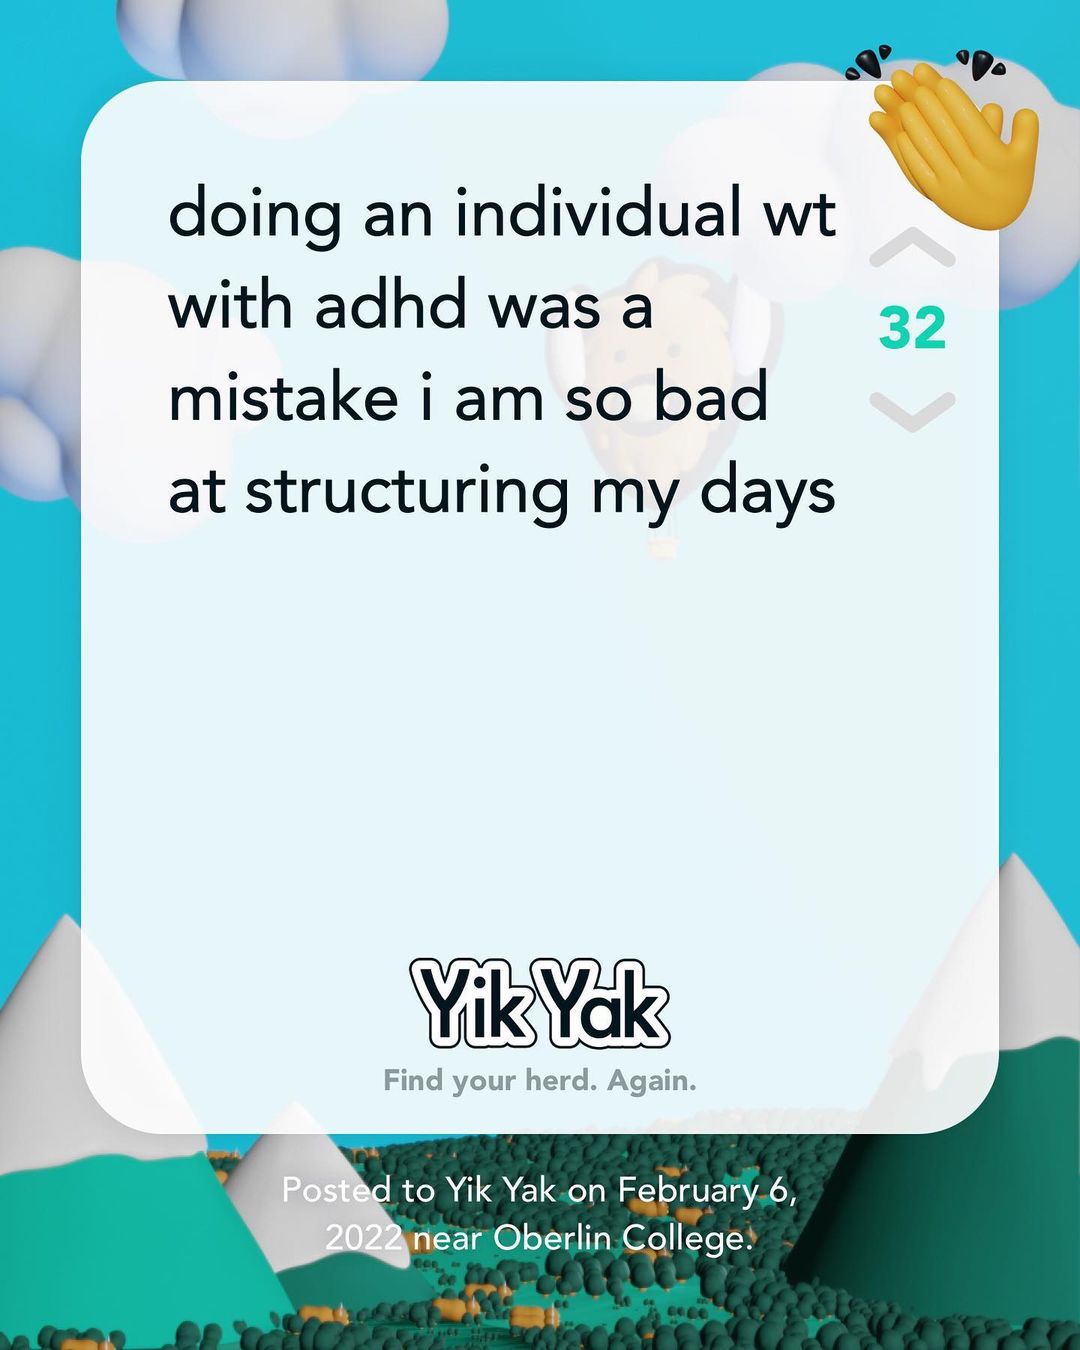 doing an individual wt
with adhd was a
mistake i am so bad
at structuring my days
32
Yik Yak
Find your herd. Again.
Posted to Yik Yak on February 6,
2022 near Oberlin College.